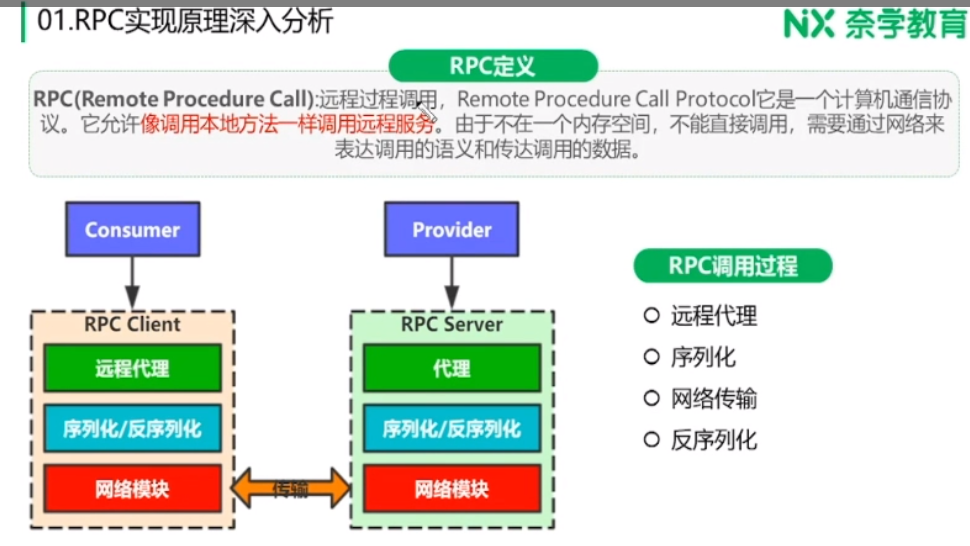 01.RPC实现原理深入分析
NX 奈学教育
RPC定义
RPC(Remote Procedure Call):远程过程调用，Remote Procedure Call Protocol它是一个计算机通信协
议。它允许像调用本地方法一样调用远程服务。由于不在一个内存空间，不能直接调用，需要通过网络来
表达调用的语义和传达调用的数据。
Consumer
Provider
RPC调用过程
RPC Client
RPC Server
远程代理
远程代理
代理
序列化
序列化/反序列化
序列化/反序列化
网络传输
反序列化
网络模块
传输
网络模块